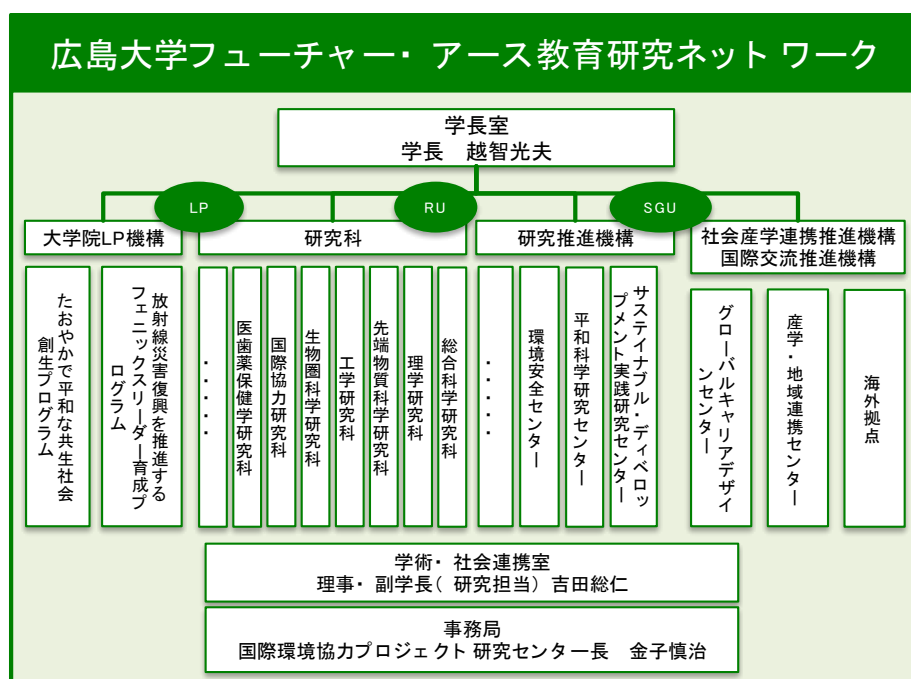 広島大学フューチャー・アース教育研究ネットワーク
学長室
学長　越智光夫
LP
RU
SGU
大学院LP機構
研究科
研究推進機構
社会産学連携推進機構
国際交流推進機構
たおやかで平和な共生社会
創生プログラム
放射線災害復興を推進する
フェニックスリーダー育成プ
ログラム
・・・・・
医歯薬保健学研究科
国際協力研究科
生物圏科学研究科
工学研究科
先端物質科学研究科
理学研究科
総合科学研究科
・・・・・
環境安全センター
平和科学研究センター
サステイナブル・ディベロッ
プメント実践研究センター
グローバルキャリアデザイ
ンセンター
産学・地域連携センター
海外拠点
学術・社会連携室
理事・副学長(研究担当)吉田総仁
事務局
国際環境協力プロジェクト研究センター長　金子慎治